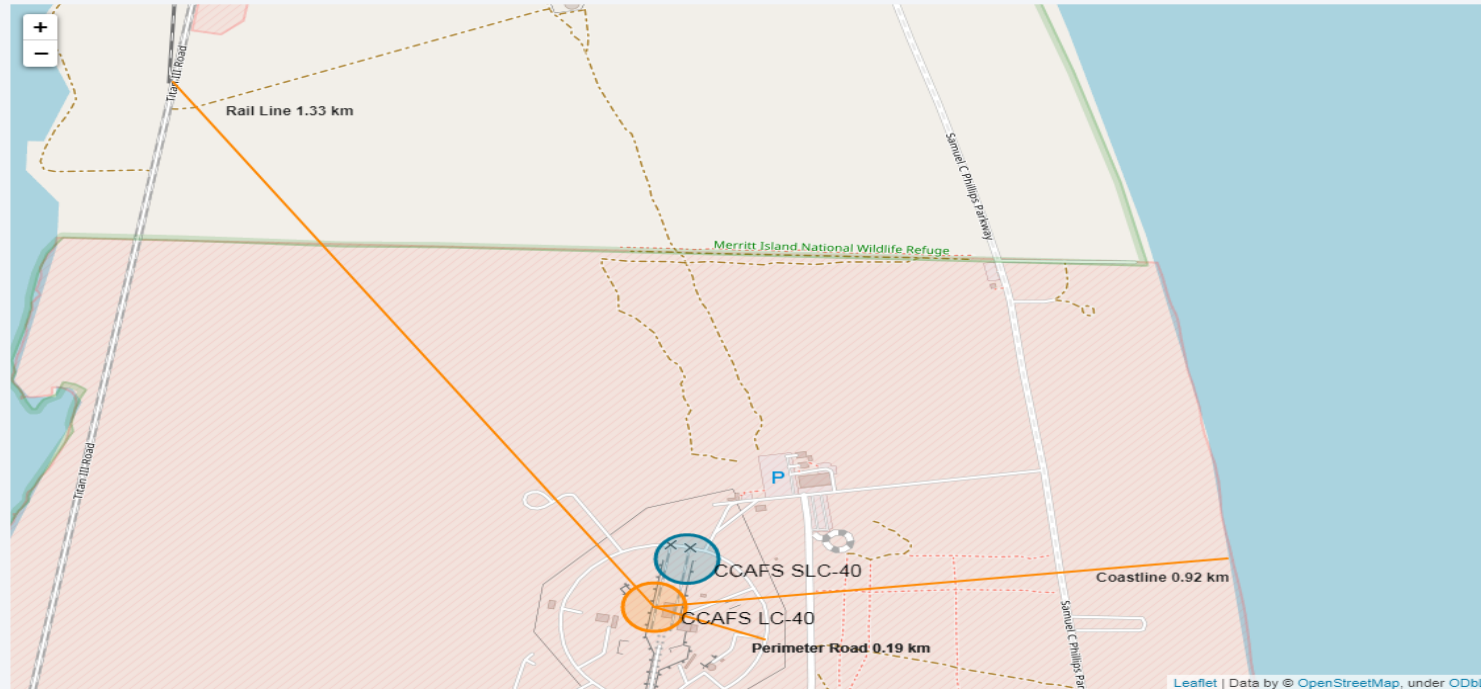 +
−
Titan III Road
Rail Line 1.33 km
Samuel C Phillips Parkway
Merritt Island National Wildlife Refuge
Titan III Road
P
CCAFS SLC-40
Coastline 0.92 km
CCAFS LC-40
Perimeter Road 0.19 km
Samuel C Phillips Par
Leaflet | Data by © OpenStreetMap, under ODbl